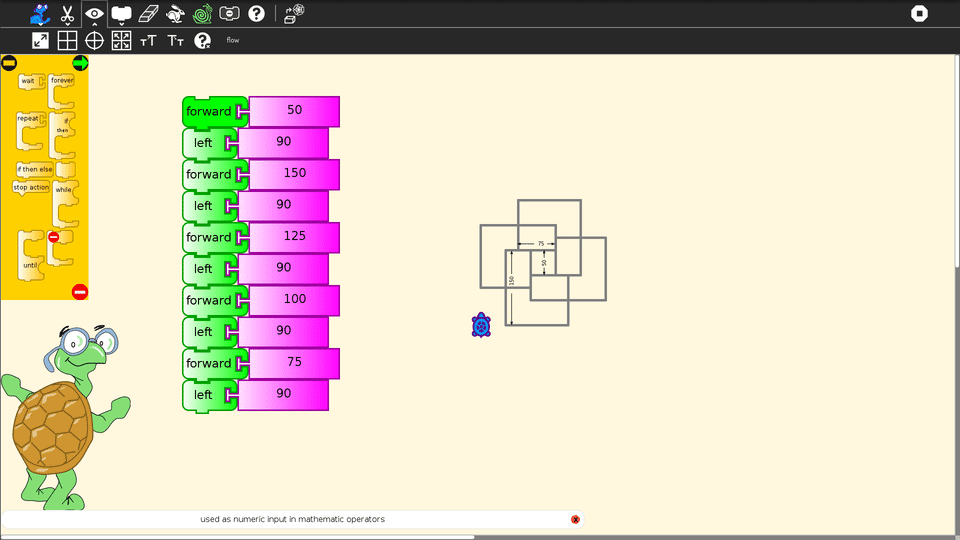 flow
wait
forever
repeat
if
then
if then else
stop action
while
until
forward 50
left 90
forward 150
left 90
forward 125
left 90
forward 100
left 90
forward 75
left 90
75
50
150
used as numeric input in mathematic operators